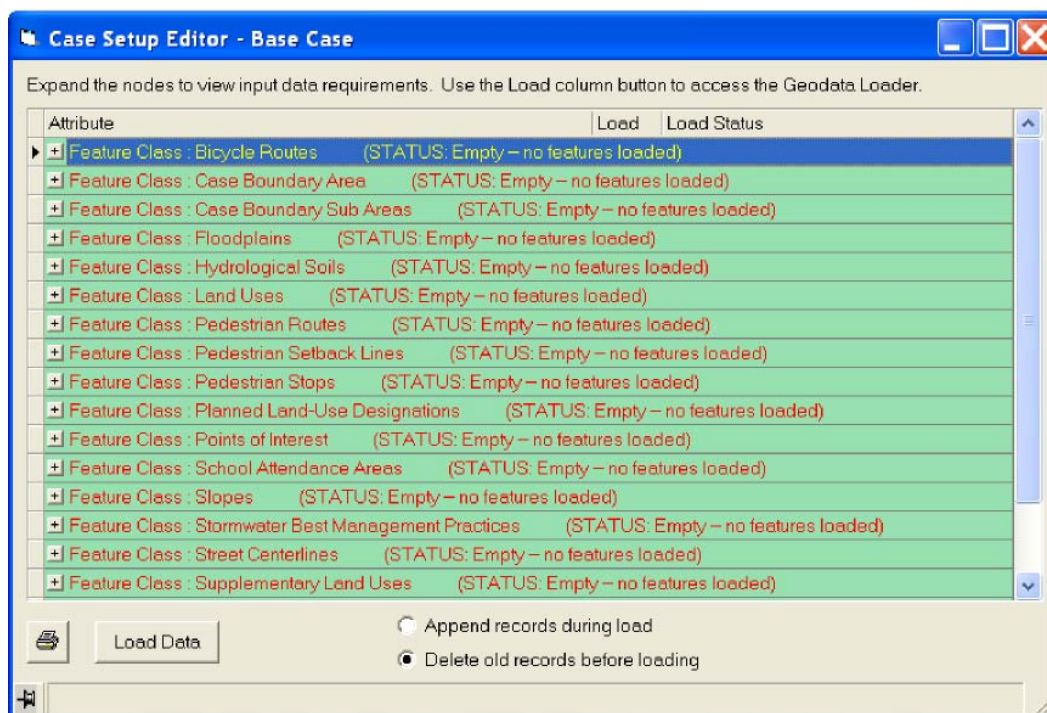 Case Setup Editor - Base Case
Expand the nodes to view input data requirements. Use the Load column button to access the Geodata Loader.
Attribute Load Load Status
Feature Class : Bicycle Routes (STATUS: Empty – no features loaded)
Feature Class : Case Boundary Area (STATUS: Empty – no features loaded)
Feature Class : Case Boundary Sub Areas (STATUS: Empty – no features loaded)
Feature Class : Floodplains (STATUS: Empty – no features loaded)
Feature Class : Hydrological Soils (STATUS: Empty – no features loaded)
Feature Class : Land Uses (STATUS: Empty – no features loaded)
Feature Class : Pedestrian Routes (STATUS: Empty – no features loaded)
Feature Class : Pedestrian Setback Lines (STATUS: Empty – no features loaded)
Feature Class : Pedestrian Stops (STATUS: Empty – no features loaded)
Feature Class : Planned Land-Use Designations (STATUS: Empty – no features loaded)
Feature Class : Points of Interest (STATUS: Empty – no features loaded)
Feature Class : School Attendance Areas (STATUS: Empty – no features loaded)
Feature Class : Slopes (STATUS: Empty – no features loaded)
Feature Class : Stormwater Best Management Practices (STATUS: Empty – no features loaded)
Feature Class : Street Centerlines (STATUS: Empty – no features loaded)
Feature Class : Supplementary Land Uses (STATUS: Empty – no features loaded)
Append records during load
Load Data
Delete old records before loading